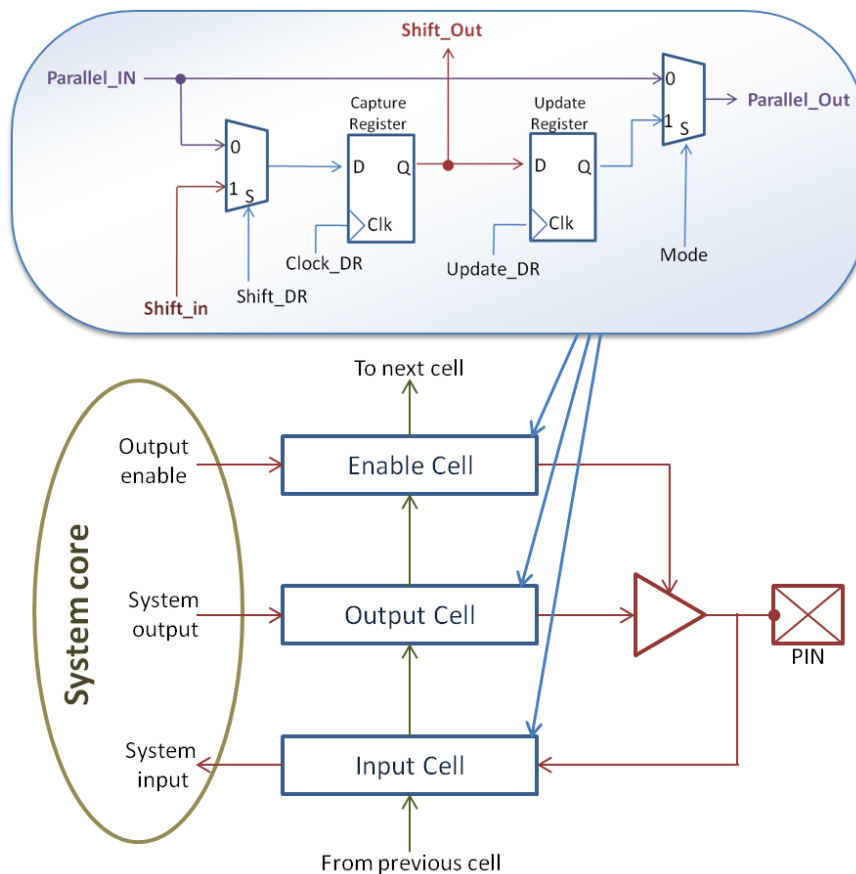 Shift_Out
Parallel_IN
0
Parallel_Out
Capture
Register
Update
Register
1
S
0
1
S
D
Q
Clk
D
Q
Clk
Clock_DR
Update_DR
Mode
Shift_in
Shift_DR
To next cell
Output
enable
Enable Cell
System core
System
output
Output Cell
PIN
System
input
Input Cell
From previous cell